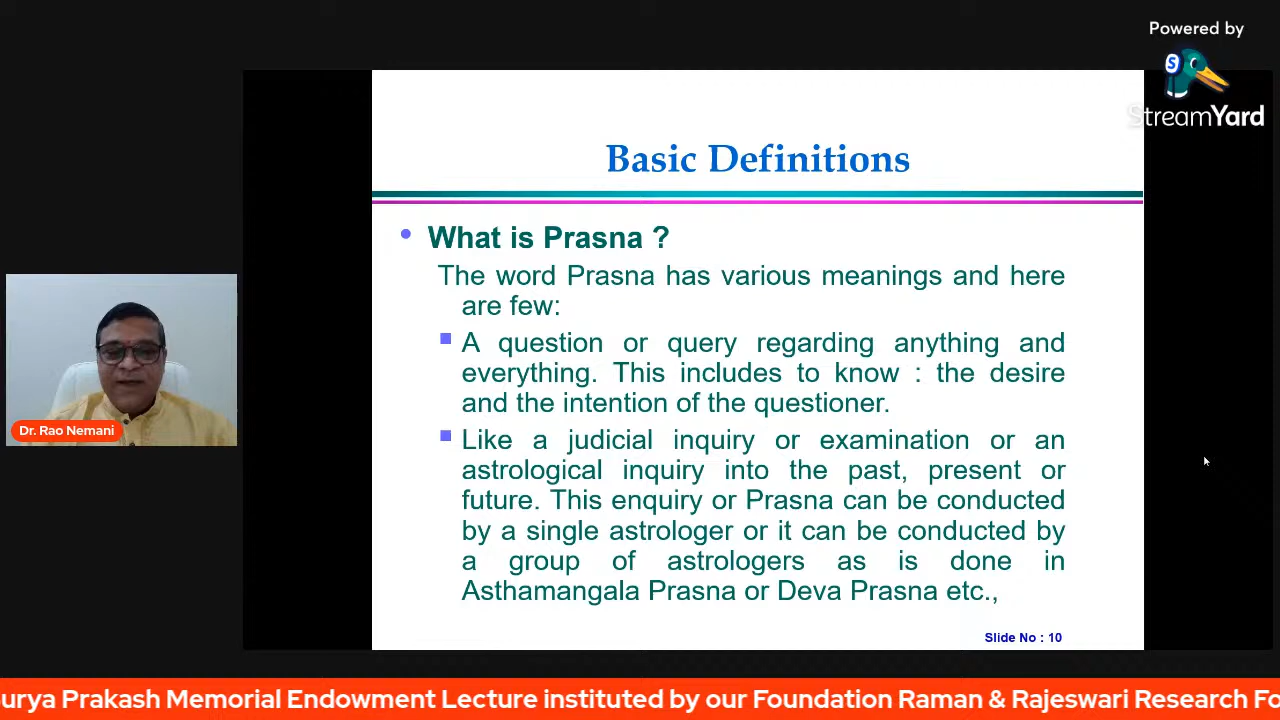 Powered by
StreamYard
Basic Definitions
What is Prasna ?
The word Prasna has various meanings and here
are few:
A question or query regarding anything and
everything. This includes to know : the desire
and the intention of the questioner.
Like a judicial inquiry or examination or an
astrological inquiry into the past, present or
future. This enquiry or Prasna can be conducted
by a single astrologer or it can be conducted by
a group of astrologers as is done in
Asthamangala Prasna or Deva Prasna etc.,
Slide No : 10
Dr. Rao Nemani
Prakash Memorial Endowment Lecture instituted by our Foundation Raman & Rajeswari Research